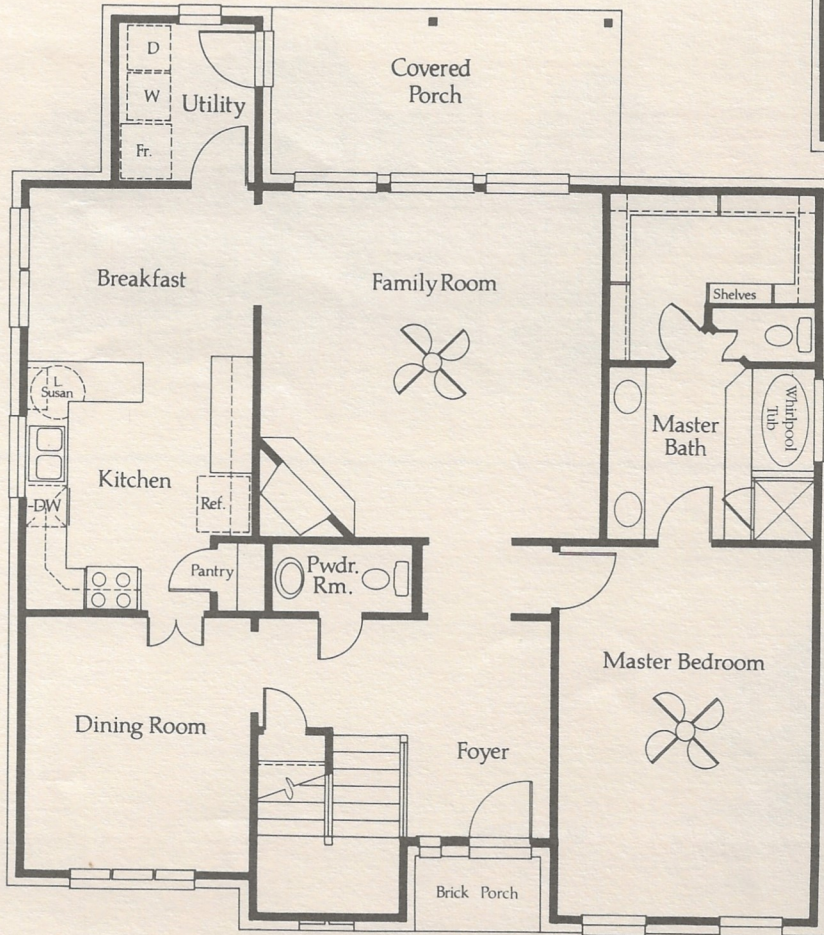 D
W
Fr.
Utility
Covered
Porch
Breakfast
Family Room
Shelves
L.
Susan
Whirlpool
Tub
Master
Bath
Kitchen
Ref.
DW
Pantry
Pwdr.
Rm.
Master Bedroom
Dining Room
Foyer
Brick Porch